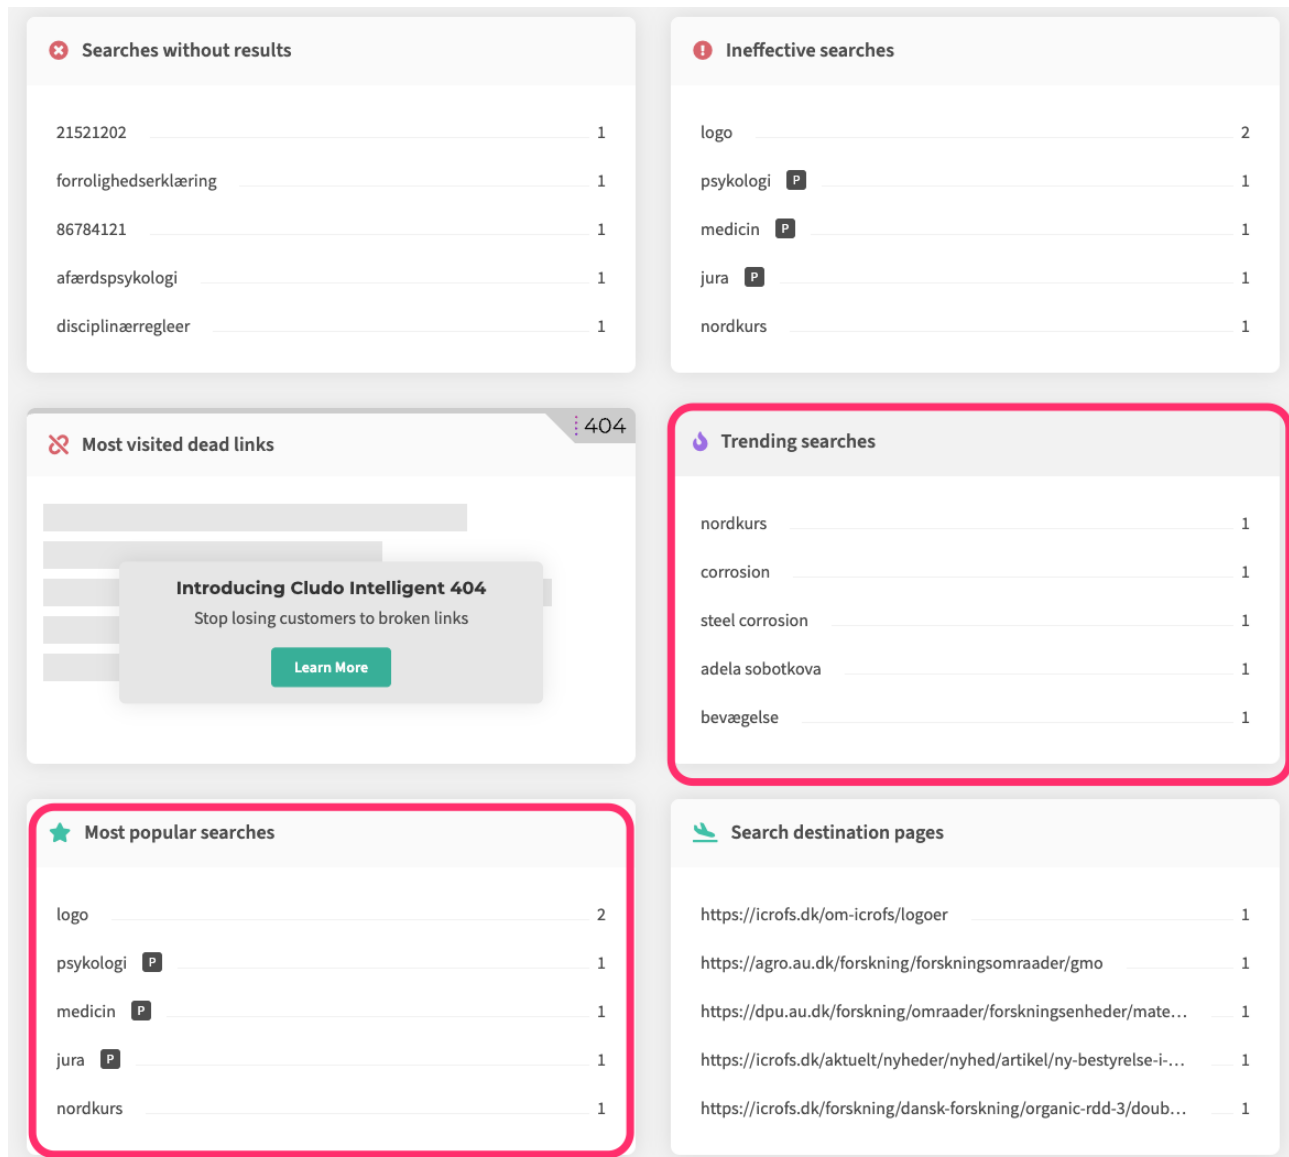 Searches without results
21521202 1
forrolighedserklæring 1
86784121 1
afærdspsykologi 1
disciplinærregleer 1
Ineffective searches
logo 2
psykologi P 1
medicin P 1
jura P 1
nordkurs 1
Most visited dead links
404
Introducing Cludo Intelligent 404
Stop losing customers to broken links
Learn More
Trending searches
nordkurs 1
corrosion 1
steel corrosion 1
adela sobotkova 1
bevægelse 1
Most popular searches
logo 2
psykologi P 1
medicin P 1
jura P 1
nordkurs 1
Search destination pages
https://icrofs.dk/om-icrofs/logoer 1
https://agro.au.dk/forskning/forskningsomraader/gmo 1
https://dpu.au.dk/forskning/omraader/forskningsenheder/mate... 1
https://icrofs.dk/aktuelt/nyheder/nyhed/artikel/ny-bestyrelse-i-... 1
https://icrofs.dk/forskning/dansk-forskning/organic-rdd-3/doub... 1